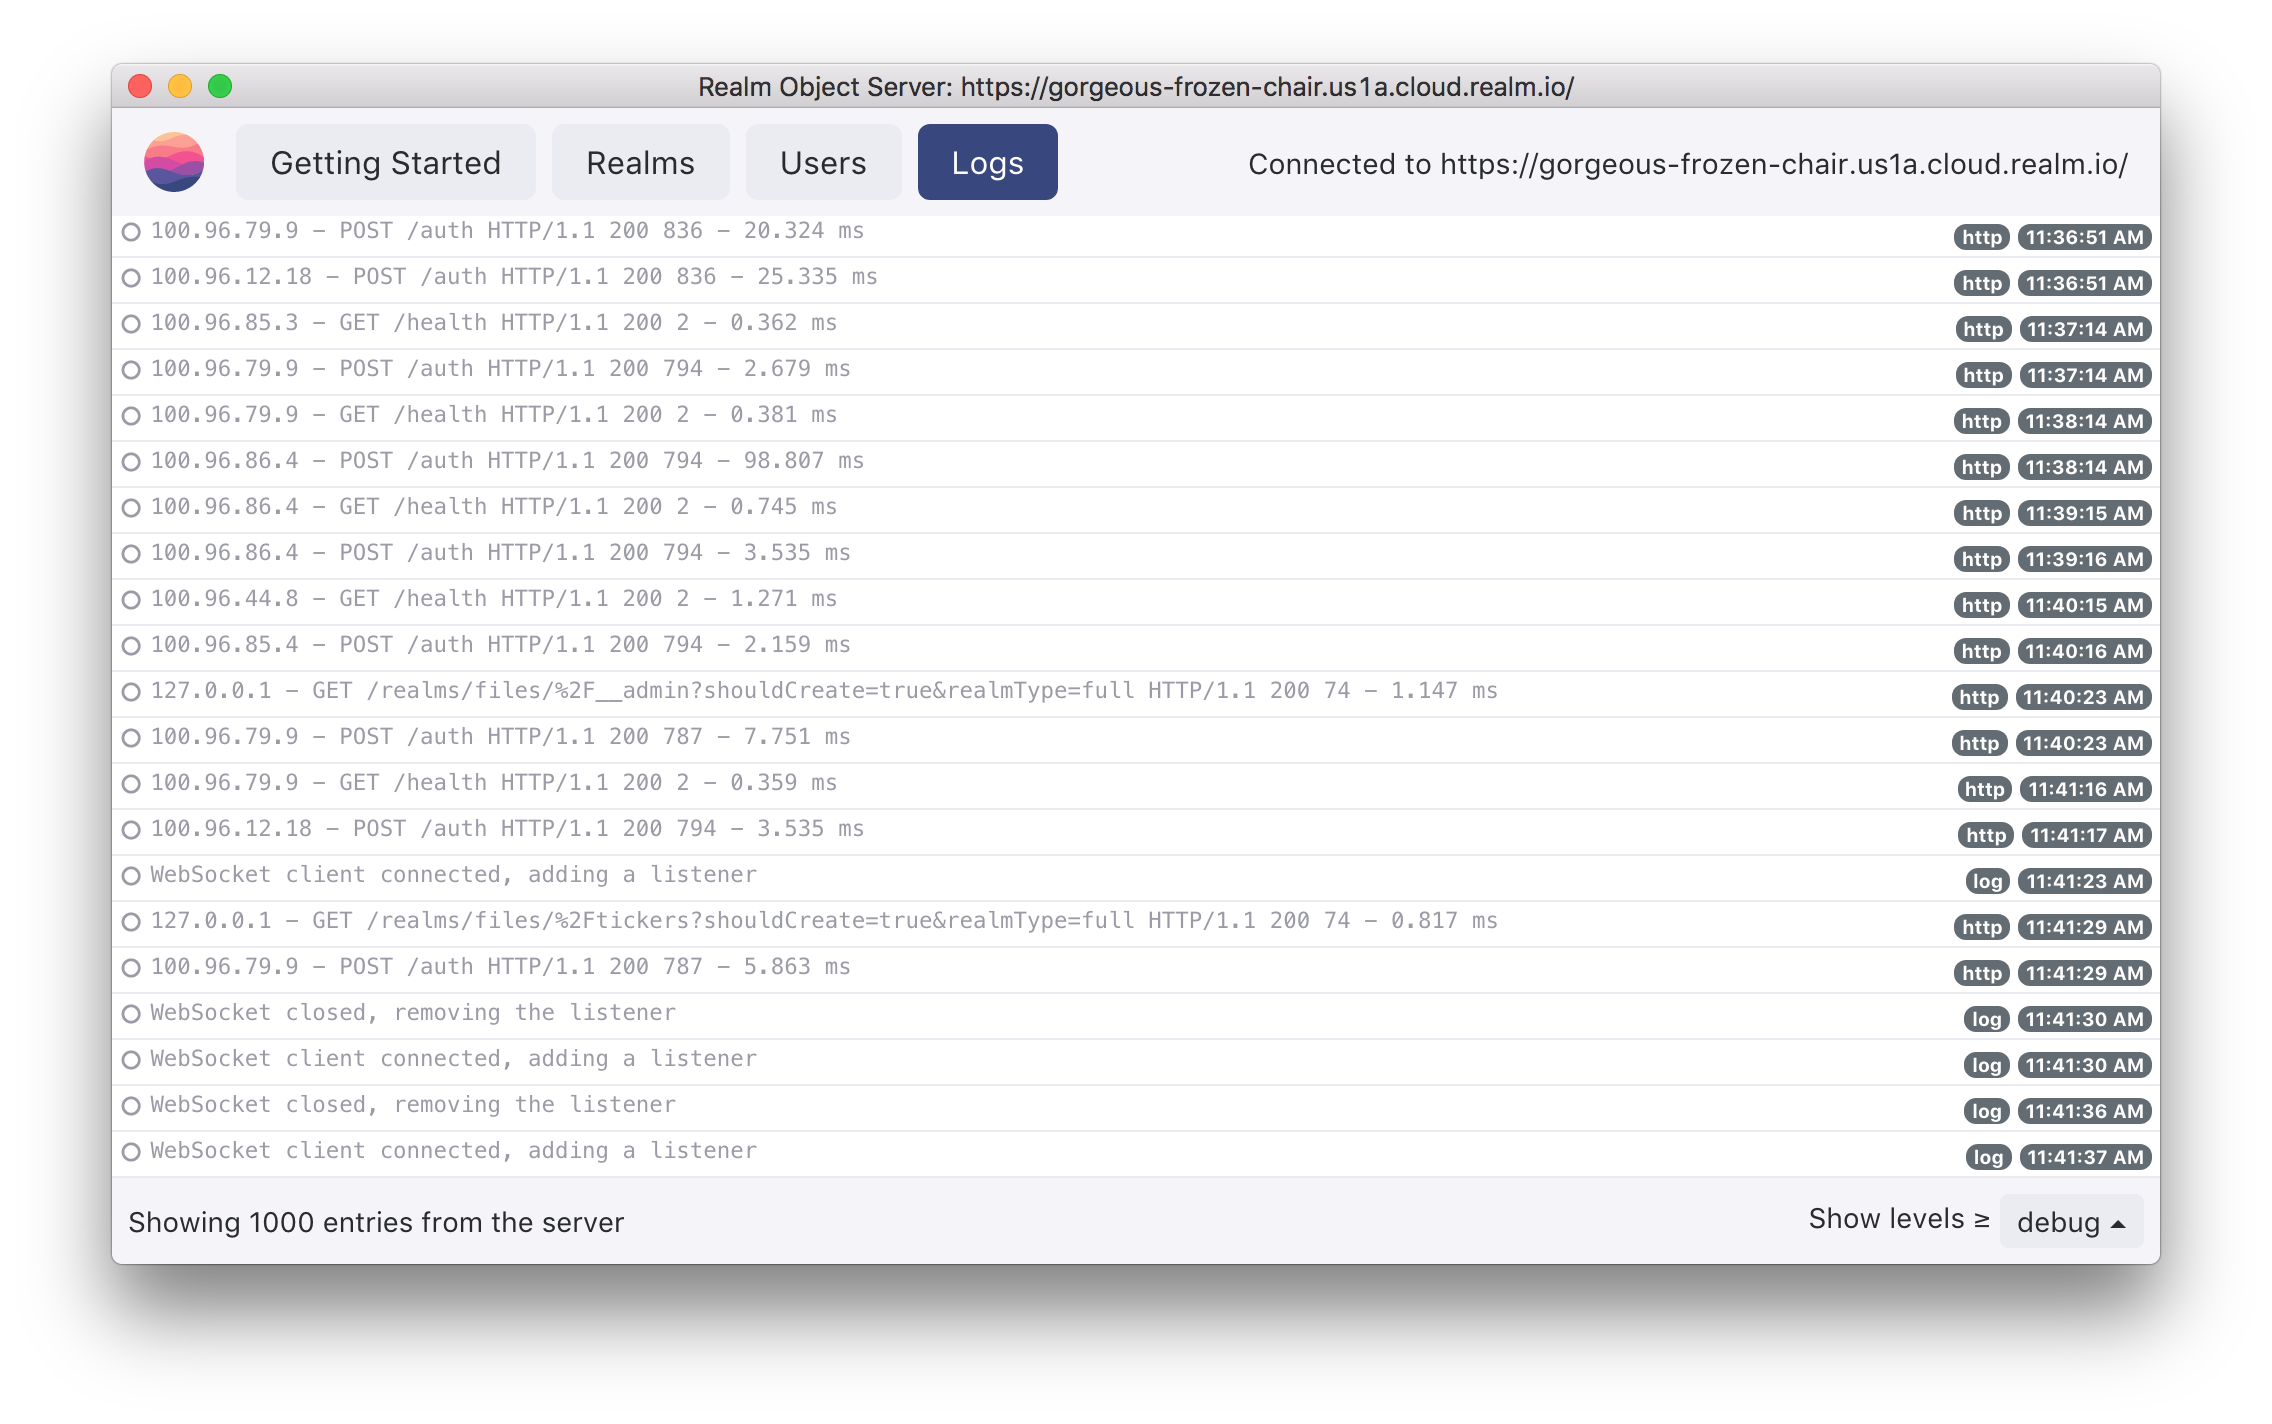 Realm Object Server: https://gorgeous-frozen-chair.us1a.cloud.realm.io/
Getting Started Realms Users Logs Connected to https://gorgeous-frozen-chair.us1a.cloud.realm.io/
100.96.79.9 – POST /auth HTTP/1.1 200 836 – 20.324 ms http 11:36:51 AM
100.96.12.18 – POST /auth HTTP/1.1 200 836 – 25.335 ms http 11:36:51 AM
100.96.85.3 – GET /health HTTP/1.1 200 2 – 0.362 ms http 11:37:14 AM
100.96.79.9 – POST /auth HTTP/1.1 200 794 – 2.679 ms http 11:37:14 AM
100.96.79.9 – GET /health HTTP/1.1 200 2 – 0.381 ms http 11:38:14 AM
100.96.86.4 – POST /auth HTTP/1.1 200 794 – 98.807 ms http 11:38:14 AM
100.96.86.4 – GET /health HTTP/1.1 200 2 – 0.745 ms http 11:39:15 AM
100.96.86.4 – POST /auth HTTP/1.1 200 794 – 3.535 ms http 11:39:16 AM
100.96.44.8 – GET /health HTTP/1.1 200 2 – 1.271 ms http 11:40:15 AM
100.96.85.4 – POST /auth HTTP/1.1 200 794 – 2.159 ms http 11:40:16 AM
127.0.0.1 – GET /realms/files/%2F__admin?shouldCreate=true&realmType=full HTTP/1.1 200 74 – 1.147 ms http 11:40:23 AM
100.96.79.9 – POST /auth HTTP/1.1 200 787 – 7.751 ms http 11:40:23 AM
100.96.79.9 – GET /health HTTP/1.1 200 2 – 0.359 ms http 11:41:16 AM
100.96.12.18 – POST /auth HTTP/1.1 200 794 – 3.535 ms http 11:41:17 AM
WebSocket client connected, adding a listener log 11:41:23 AM
127.0.0.1 – GET /realms/files/%2Ftickers?shouldCreate=true&realmType=full HTTP/1.1 200 74 – 0.817 ms http 11:41:29 AM
100.96.79.9 – POST /auth HTTP/1.1 200 787 – 5.863 ms http 11:41:29 AM
WebSocket closed, removing the listener log 11:41:30 AM
WebSocket client connected, adding a listener log 11:41:30 AM
WebSocket closed, removing the listener log 11:41:36 AM
WebSocket client connected, adding a listener log 11:41:37 AM
Showing 1000 entries from the server Show levels ≥ debug